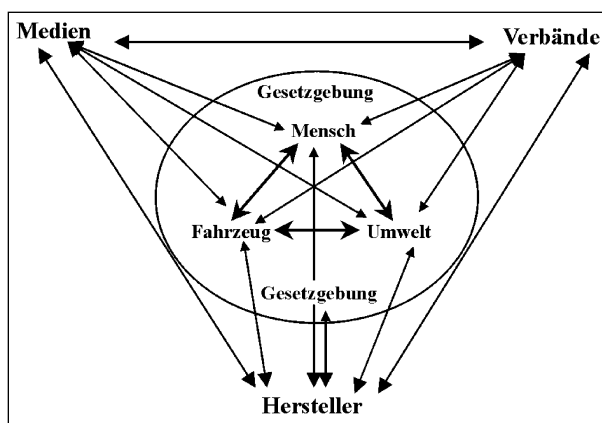 Medien Verbände
Gesetzgebung
Mensch
Fahrzeug Umwelt
Gesetzgebung
Hersteller